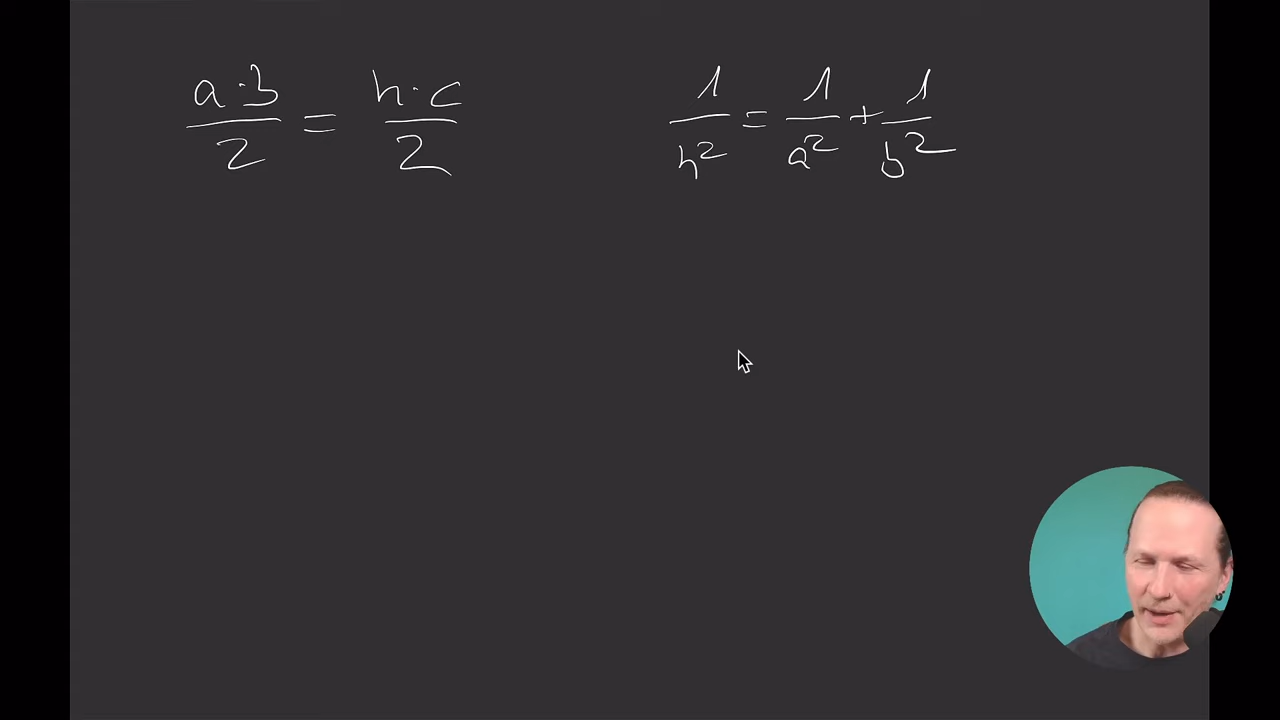 a·b/2 = h·c/2
1/h² = 1/a² + 1/b²